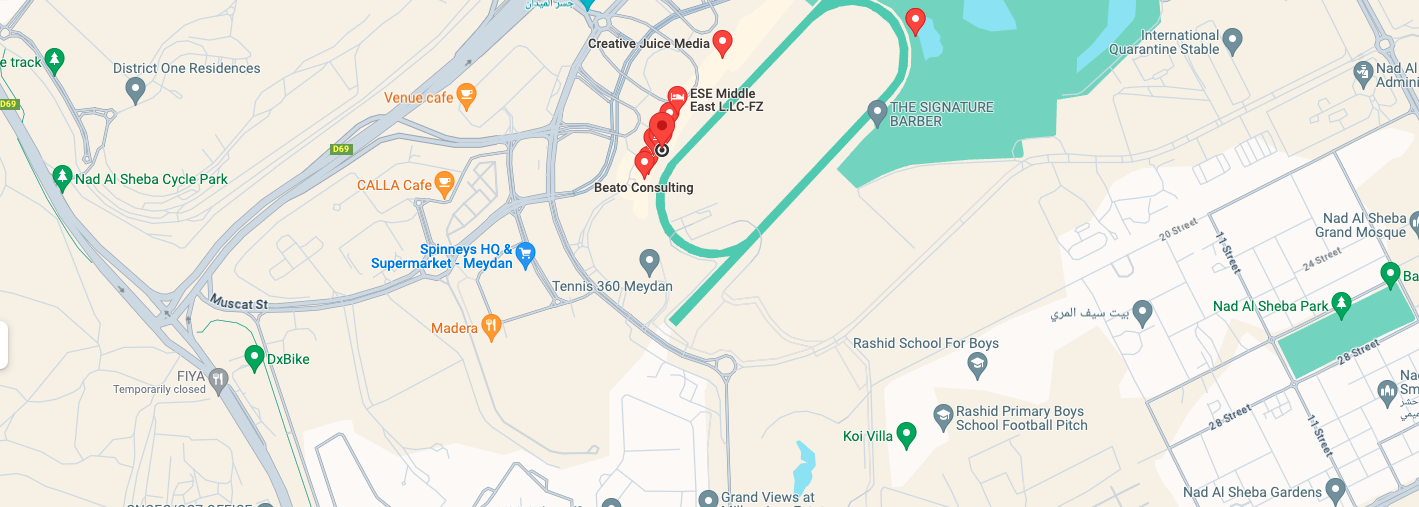 جسر الميدان
Creative Juice Media
International
Quarantine Stable
e track
District One Residences
Nad Al
Admini
Venue cafe
ESE Middle
East L.LC-FZ
D69
THE SIGNATURE
BARBER
D69
Nad Al Sheba Cycle Park
CALLA Cafe
Beato Consulting
Nad Al Sheba
Grand Mosque
20 Street
11 Street
24 Street
Spinneys HQ &
Supermarket - Meydan
Tennis 360 Meydan
Ba
Muscat St
Nad Al Sheba Park
بيت سيف المري
Madera
Rashid School For Boys
28 Street
DxBike
FIYA
Temporarily closed
Na
Sm
Rashid Primary Boys
School Football Pitch
28 Street
11 Street
Koi Villa
Grand Views at
Nad Al Sheba Gardens